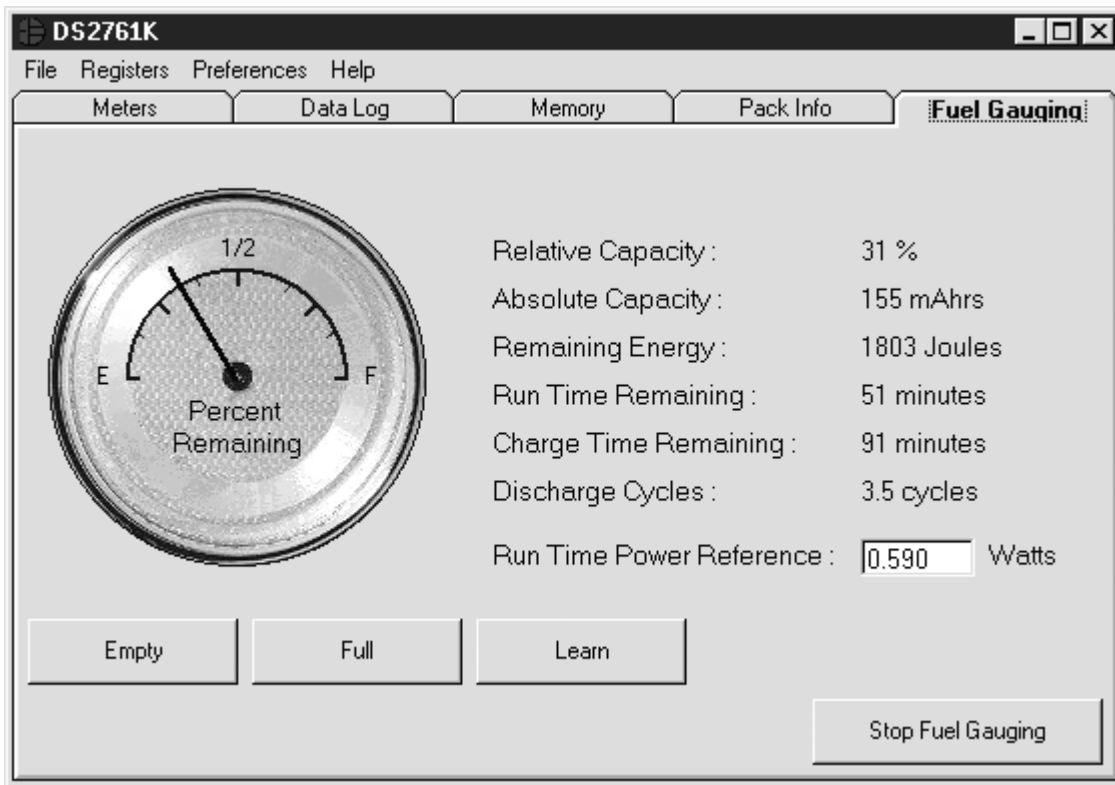 DS2761K
File Registers Preferences Help
Meters Data Log Memory Pack Info Fuel Gauging
1/2
E F
Percent
Remaining
Relative Capacity : 31 %
Absolute Capacity : 155 mAhrs
Remaining Energy : 1803 Joules
Run Time Remaining : 51 minutes
Charge Time Remaining : 91 minutes
Discharge Cycles : 3.5 cycles
Run Time Power Reference : 0.590 Watts
Empty Full Learn
Stop Fuel Gauging